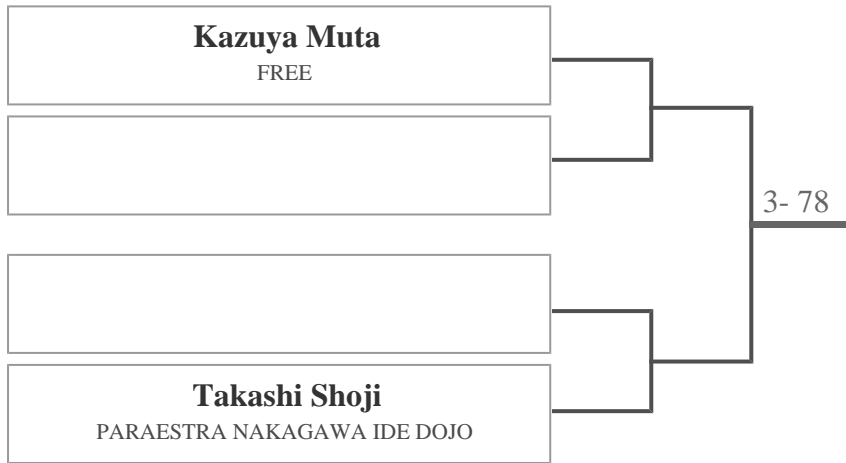 Kazuya Muta
FREE
3- 78
Takashi Shoji
PARAESTRA NAKAGAWA IDE DOJO